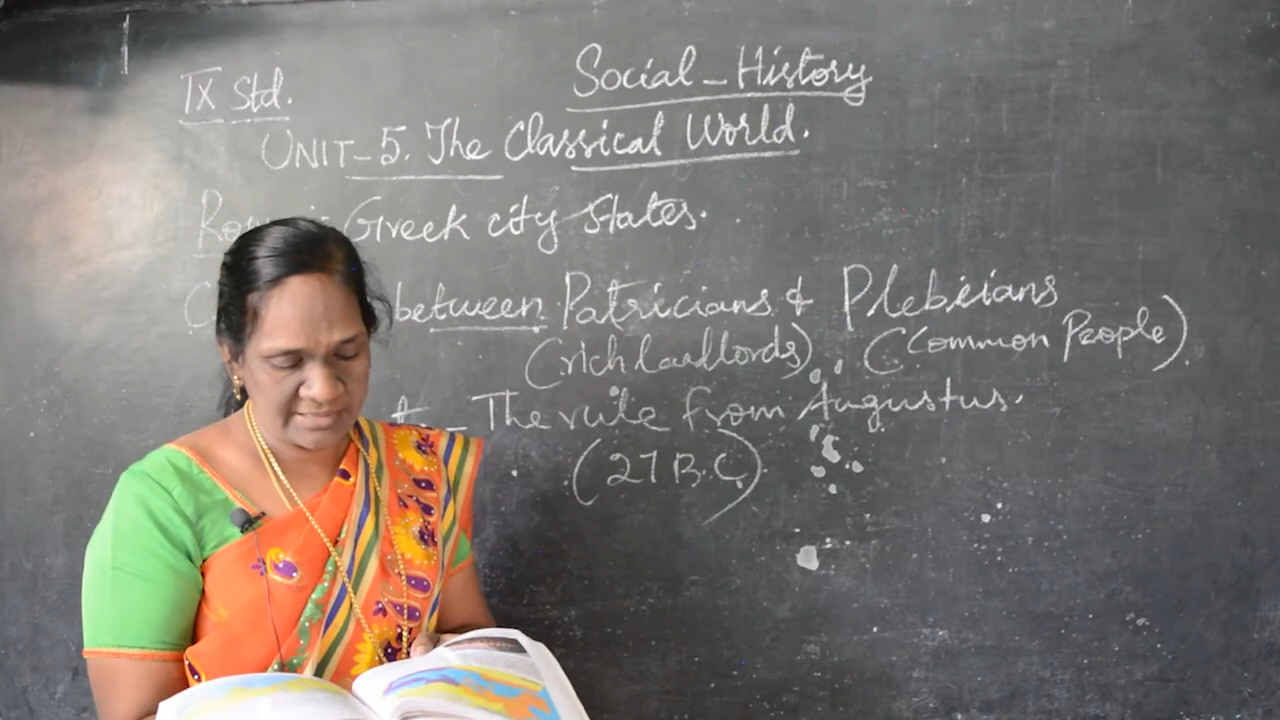 IX Std.
Social - History
UNIT-5. The Classical World.
Greek city States.
between Patricians & Plebeians
(rich landlords) (Common People)
- The rule from Augustus.
(27 B.C)